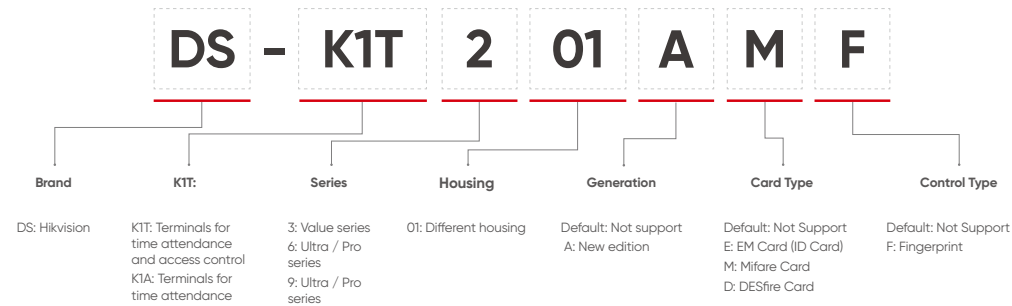 DS - K1T 2 01 A M F
Brand
DS: Hikvision
K1T:
K1T: Terminals for
time attendance
and access control
K1A: Terminals for
time attendance
Series
3: Value series
6: Ultra / Pro
series
9: Ultra / Pro
series
Housing
01: Different housing
Generation
Default: Not support
A: New edition
Card Type
Default: Not Support
E: EM Card (ID Card)
M: Mifare Card
D: DESfire Card
Control Type
Default: Not Support
F: Fingerprint